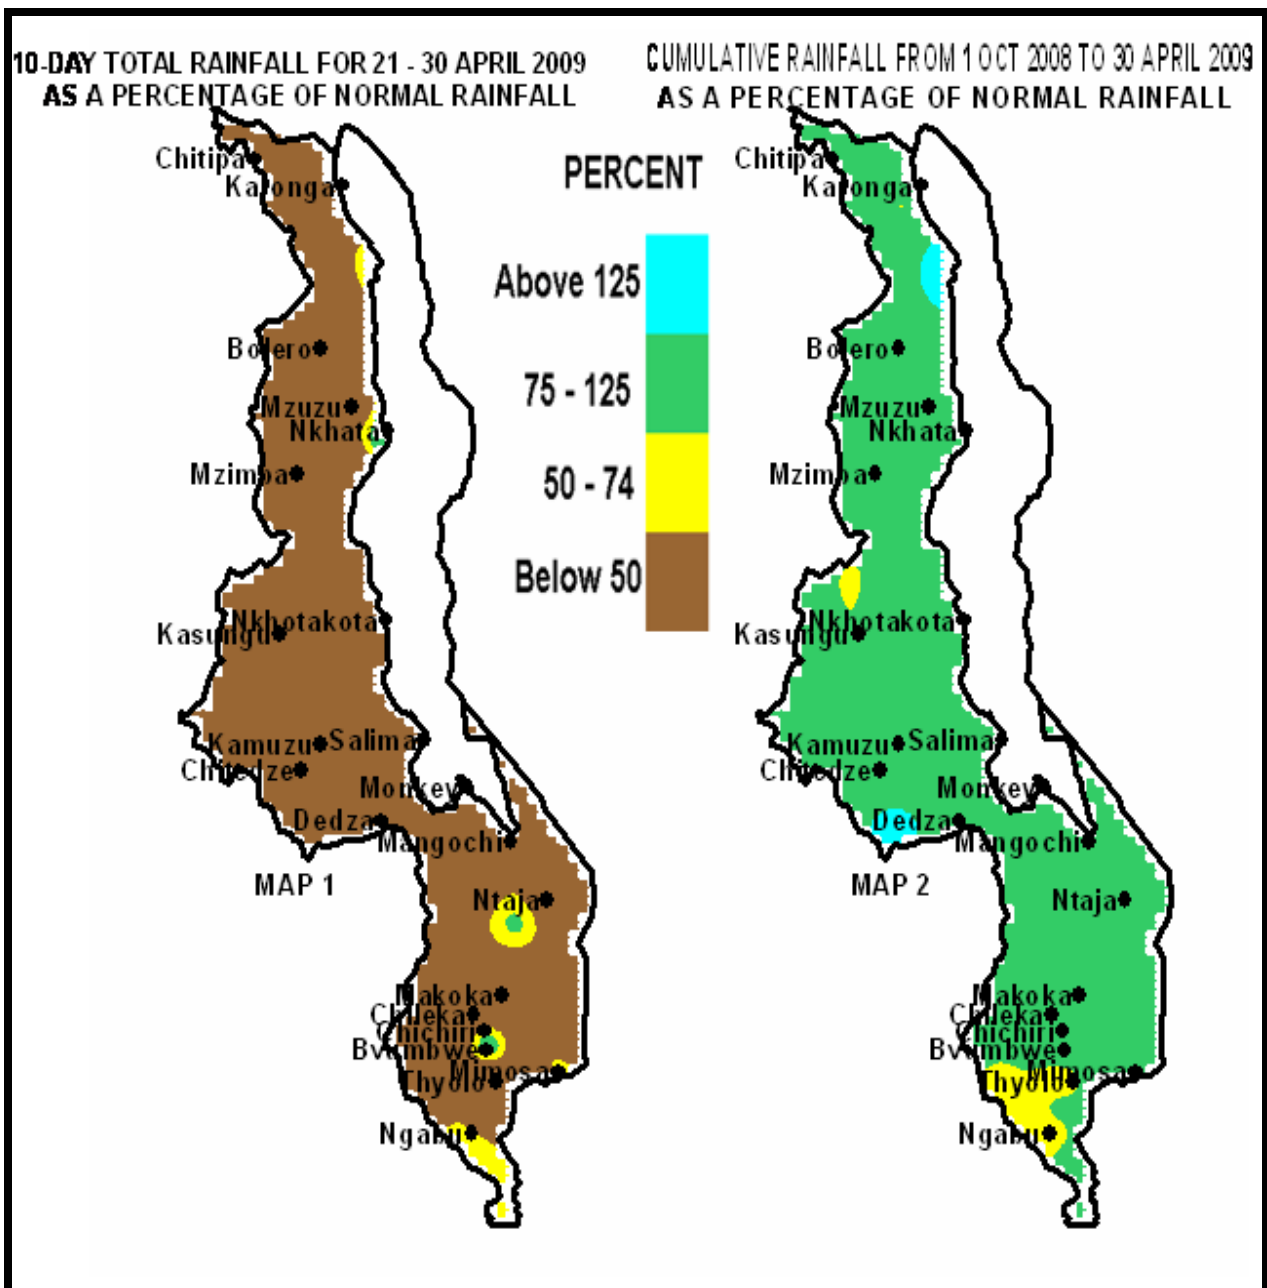 10-DAY TOTAL RAINFALL FOR 21 - 30 APRIL 2009
AS A PERCENTAGE OF NORMAL RAINFALL
CUMULATIVE RAINFALL FROM 1 OCT 2008 TO 30 APRIL 2009
AS A PERCENTAGE OF NORMAL RAINFALL
PERCENT
Above 125
75 - 125
50 - 74
Below 50
Chitipa
Karonga
Bolero
Mzuzu
Nkhata
Mzimba
Nkhotakota
Kasungu
Kamuzu
Salima
Chitedze
Monkey
Dedza
Mangochi
MAP 1
Ntaja
Makoka
Chileka
Chichiri
Bvumbwe
Mimosa
Thyolo
Ngabu
Chitipa
Karonga
Bolero
Mzuzu
Nkhata
Mzimba
Nkhotakota
Kasungu
Kamuzu
Salima
Chitedze
Monkey
Dedza
Mangochi
MAP 2
Ntaja
Makoka
Chileka
Chichiri
Bvumbwe
Mimosa
Thyolo
Ngabu